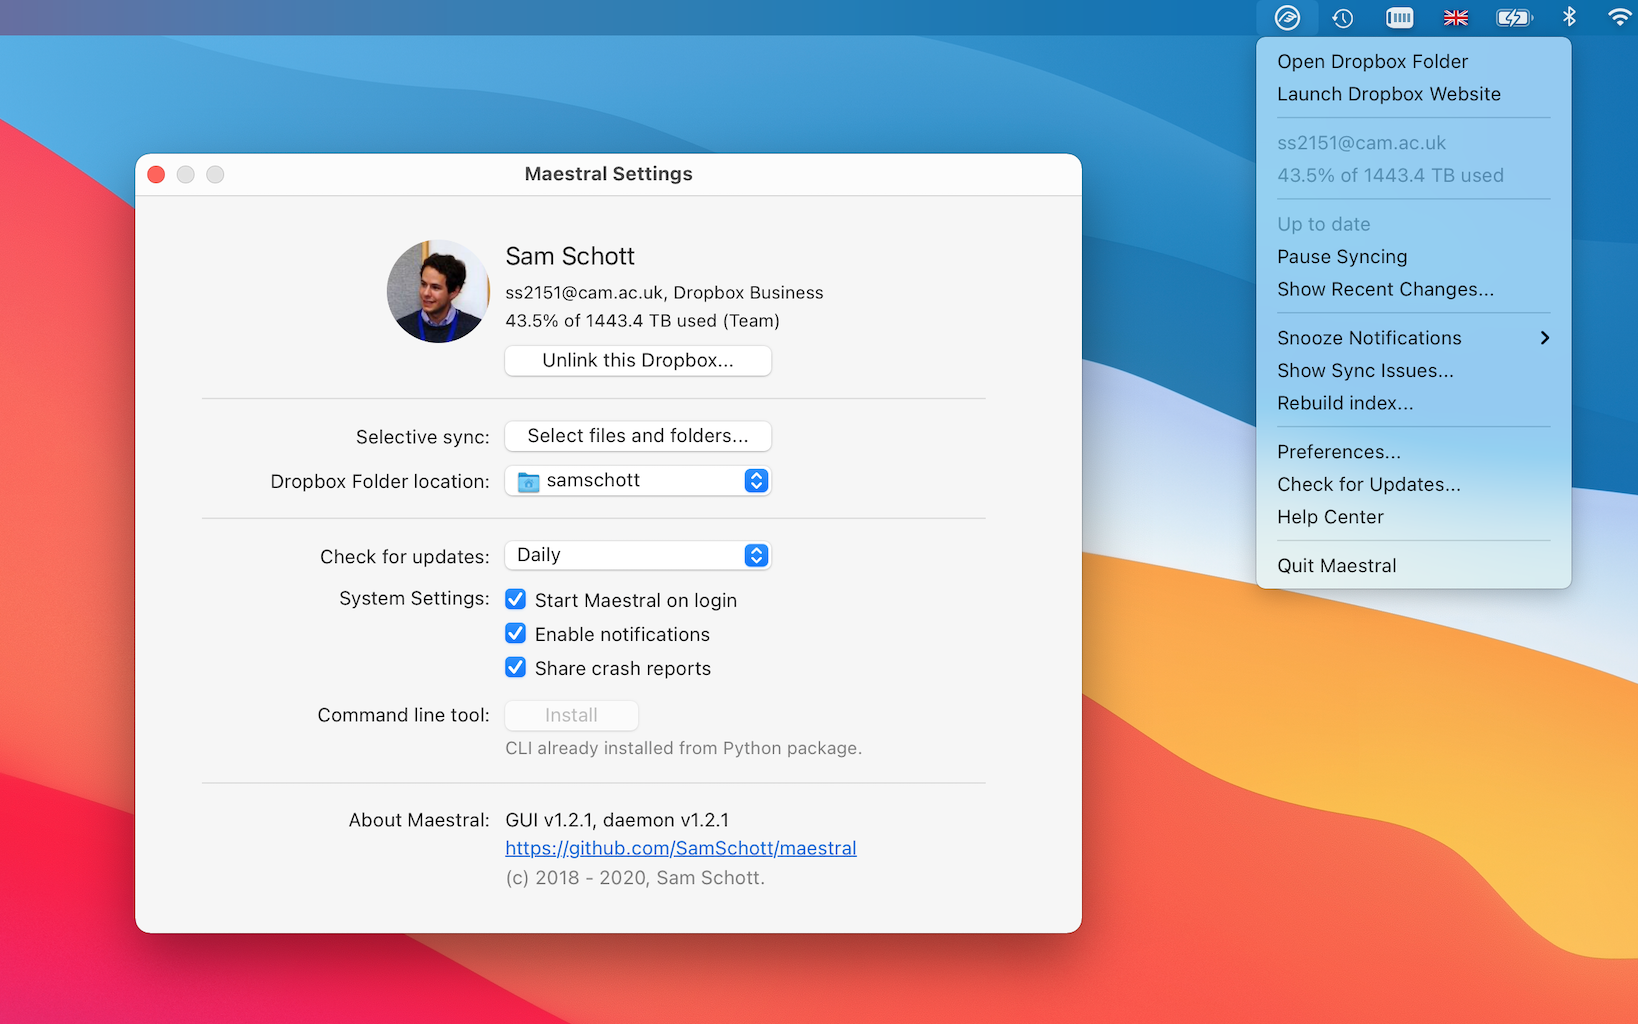 Open Dropbox Folder
Launch Dropbox Website
ss2151@cam.ac.uk
43.5% of 1443.4 TB used
Up to date
Pause Syncing
Show Recent Changes...
Snooze Notifications
Show Sync Issues...
Rebuild index...
Preferences...
Check for Updates...
Help Center
Quit Maestral
Maestral Settings
Sam Schott
ss2151@cam.ac.uk, Dropbox Business
43.5% of 1443.4 TB used (Team)
Unlink this Dropbox...
Selective sync: Select files and folders...
Dropbox Folder location: samschott
Check for updates: Daily
System Settings: Start Maestral on login
Enable notifications
Share crash reports
Command line tool: Install
CLI already installed from Python package.
About Maestral: GUI v1.2.1, daemon v1.2.1
https://github.com/SamSchott/maestral
(c) 2018 - 2020, Sam Schott.